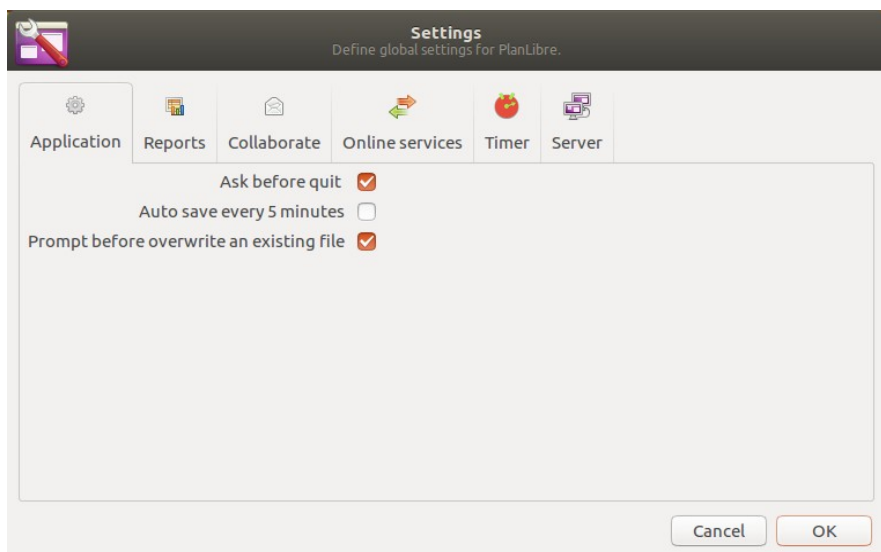 Settings
Define global settings for PlanLibre.
Application
Reports
Collaborate
Online services
Timer
Server
Ask before quit
Auto save every 5 minutes
Prompt before overwrite an existing file
Cancel
OK